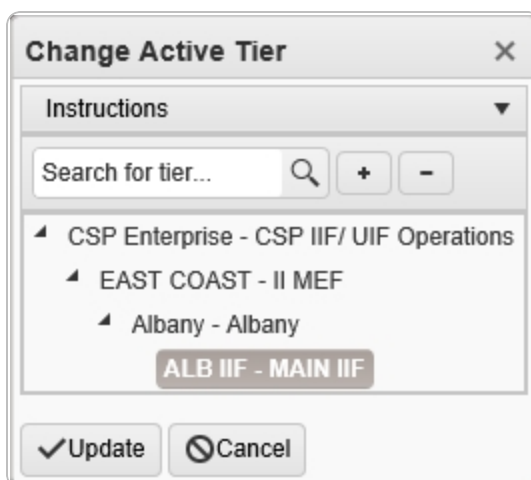 Change Active Tier ×
Instructions
Search for tier... + -
CSP Enterprise - CSP IIF/ UIF Operations
EAST COAST - II MEF
Albany - Albany
ALB IIF - MAIN IIF
Update Cancel